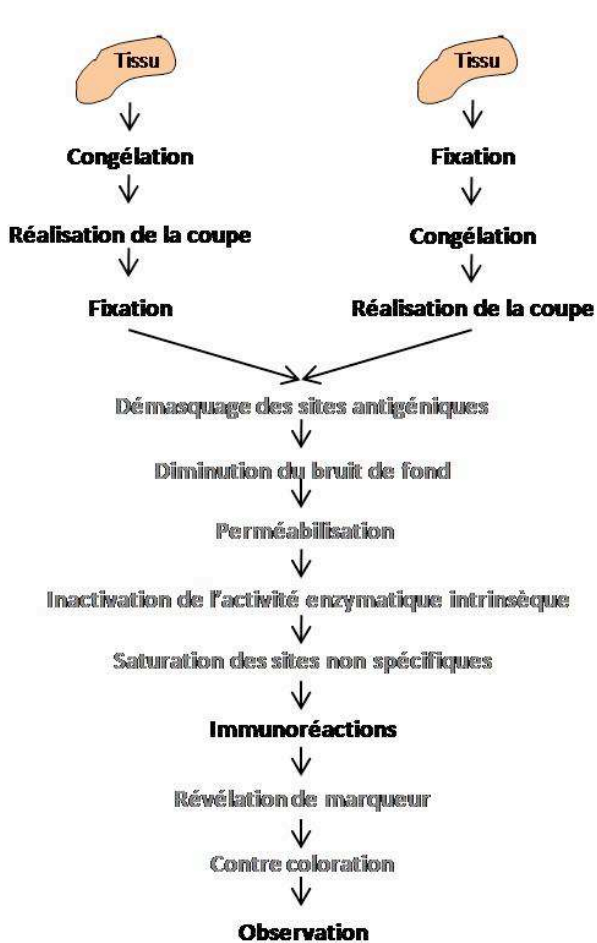 Tissu Tissu
Congélation Fixation
Réalisation de la coupe Congélation
Fixation Réalisation de la coupe
Démasquage des sites antigéniques
Diminution du bruit de fond
Perméabilisation
Inactivation de l'activité enzymatique intrinsèque
Saturation des sites non spécifiques
Immunoréactions
Révélation de marqueur
Contre coloration
Observation